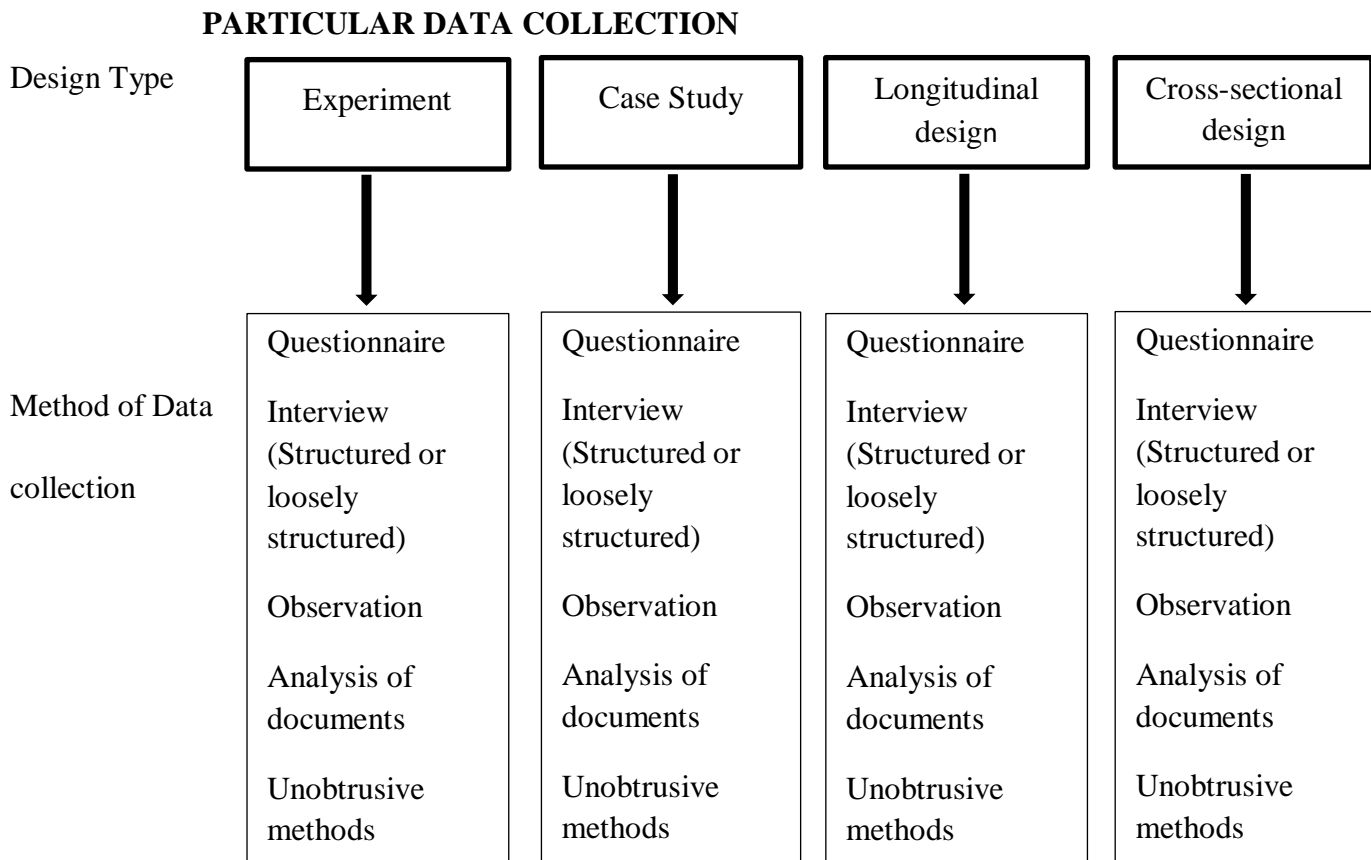 PARTICULAR DATA COLLECTION
Design Type
Experiment
Case Study
Longitudinal
design
Cross-sectional
design
Method of Data
collection
Questionnaire
Interview
(Structured or
loosely
structured)
Observation
Analysis of
documents
Unobtrusive
methods
Questionnaire
Interview
(Structured or
loosely
structured)
Observation
Analysis of
documents
Unobtrusive
methods
Questionnaire
Interview
(Structured or
loosely
structured)
Observation
Analysis of
documents
Unobtrusive
methods
Questionnaire
Interview
(Structured or
loosely
structured)
Observation
Analysis of
documents
Unobtrusive
methods